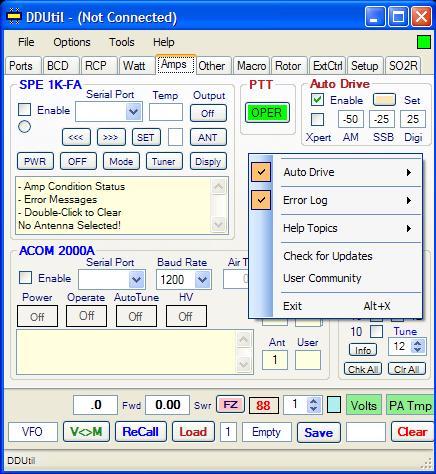 DDUtil - (Not Connected)
File Options Tools Help
Ports BCD RCP Watt Amps Other Macro Rotor ExtCtrl Setup SO2R
SPE 1K-FA PTT Auto Drive
Serial Port Temp Output
Enable Off OPER Enable Set
-50 -25 25
<<< >>> SET ANT Xpert AM SSB Digi
PWR OFF Mode Tuner Disply
- Amp Condition Status
- Error Messages
- Double-Click to Clear
No Antenna Selected!
Auto Drive
Error Log
Help Topics
Check for Updates
User Community
Exit Alt+X
ACOM 2000A
Serial Port Baud Rate Air T
Enable 1200
Power Operate AutoTune HV
Off Off Off Off
Ant User
1
10 Tune
Info 12
Chk All Clr All
.0 Fwd 0.00 Swr FZ 88 1 Volts PA Tmp
VFO V<>M ReCall Load 1 Empty Save Clear
DDUtil